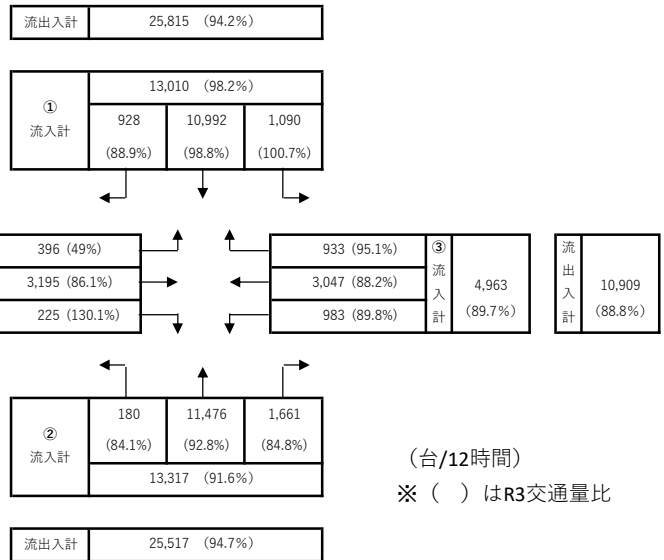 流出入計 25,815 (94.2%)
13,010 (98.2%)
①
流入計
928 10,992 1,090
(88.9%) (98.8%) (100.7%)
396 (49%)
3,195 (86.1%)
225 (130.1%)
933 (95.1%)
3,047 (88.2%)
983 (89.8%)
③
流入計
4,963
(89.7%)
流出入計
10,909
(88.8%)
②
流入計
180 11,476 1,661
(84.1%) (92.8%) (84.8%)
13,317 (91.6%)
(台/12時間)
※( )はR3交通量比
流出入計 25,517 (94.7%)